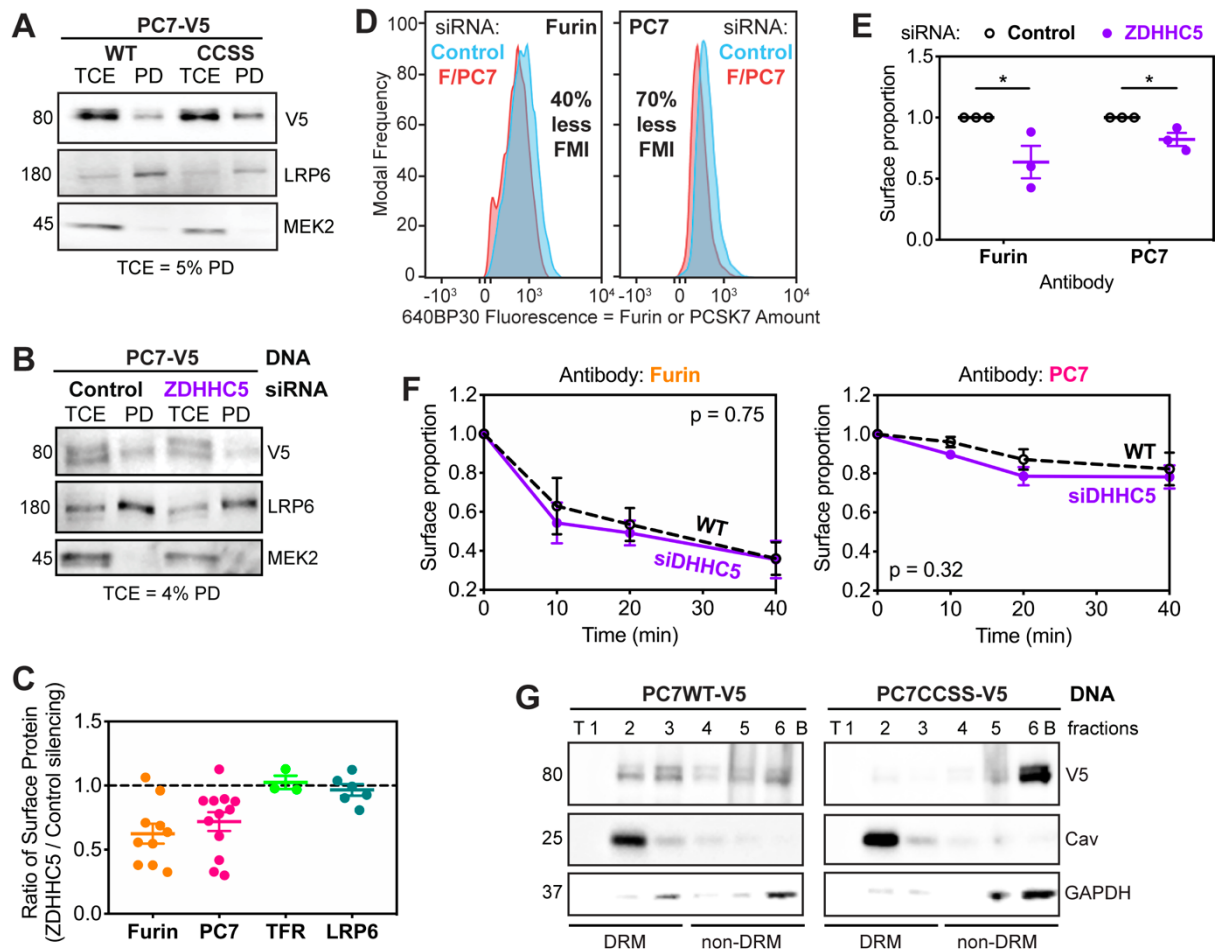 A
PC7-V5
WT CCSS
TCE PD TCE PD
80 V5
180 LRP6
45 MEK2
TCE = 5% PD
B
PC7-V5 DNA
Control ZDHHC5 siRNA
TCE PD TCE PD
80 V5
180 LRP6
45 MEK2
TCE = 4% PD
C
Ratio of Surface Protein
(ZDHHC5 / Control silencing)
1.5
1.0
0.5
0
Furin PC7 TFR LRP6
D
Modal Frequency
100
80
60
40
20
0
siRNA: Furin
Control
F/PC7
40%
less
FMI
-10³ 0 10³ 10⁴
PC7 siRNA:
Control
F/PC7
70%
less
FMI
-10³ 0 10³ 10⁴
640BP30 Fluorescence = Furin or PCSK7 Amount
E
siRNA: Control ZDHHC5
Surface proportion
1.5
1.0
0.5
0.0
* *
Furin PC7
Antibody
F
Antibody: Furin
Surface proportion
1.2
1.0
0.8
0.6
0.4
0.2
p = 0.75
WT
siDHHC5
0 10 20 30 40
Time (min)
Antibody: PC7
Surface proportion
1.2
1.0
0.8
0.6
0.4
0.2
WT
siDHHC5
p = 0.32
0 10 20 30 40
Time (min)
G
PC7WT-V5 PC7CCSS-V5 DNA
T 1 2 3 4 5 6 B T 1 2 3 4 5 6 B fractions
80 V5
25 Cav
37 GAPDH
DRM non-DRM DRM non-DRM